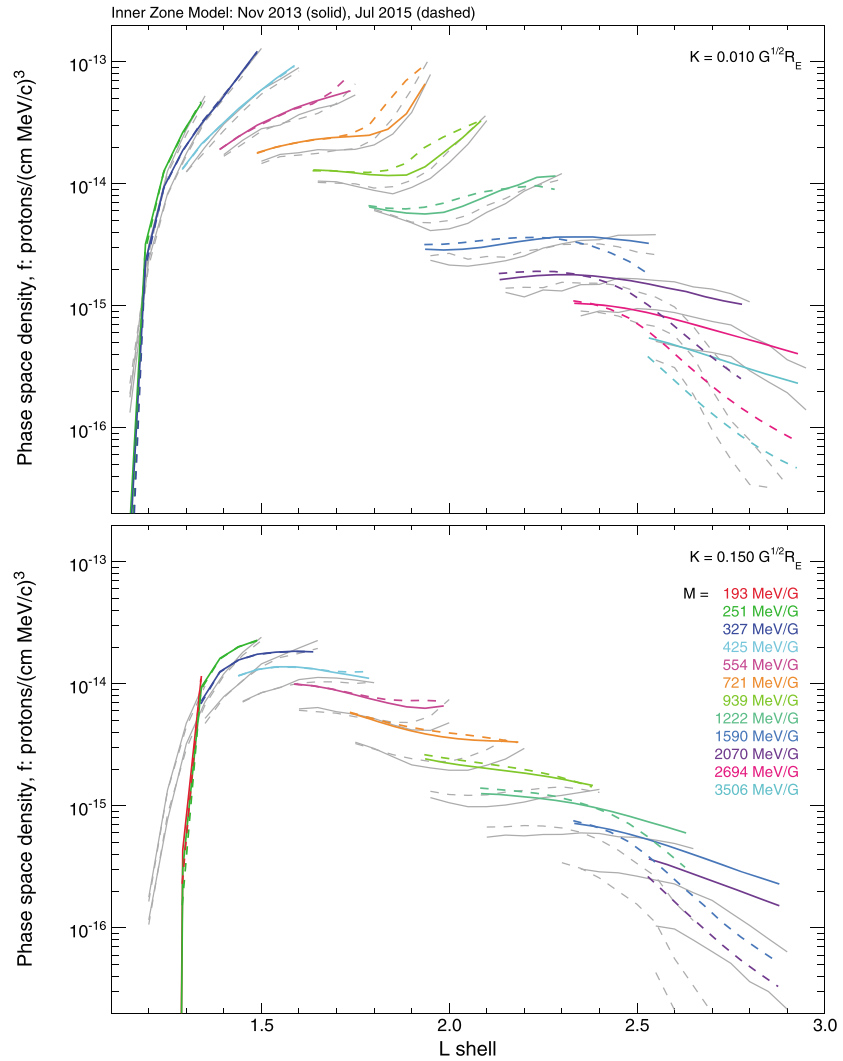 Inner Zone Model: Nov 2013 (solid), Jul 2015 (dashed)
K = 0.010 G^{1/2}R_E
Phase space density, f: protons/(cm MeV/c)^3
10^{-13}
10^{-14}
10^{-15}
10^{-16}
K = 0.150 G^{1/2}R_E
Phase space density, f: protons/(cm MeV/c)^3
10^{-13}
10^{-14}
10^{-15}
10^{-16}
M = 193 MeV/G
251 MeV/G
327 MeV/G
425 MeV/G
554 MeV/G
721 MeV/G
939 MeV/G
1222 MeV/G
1590 MeV/G
2070 MeV/G
2694 MeV/G
3506 MeV/G
1.5 2.0 2.5 3.0
L shell